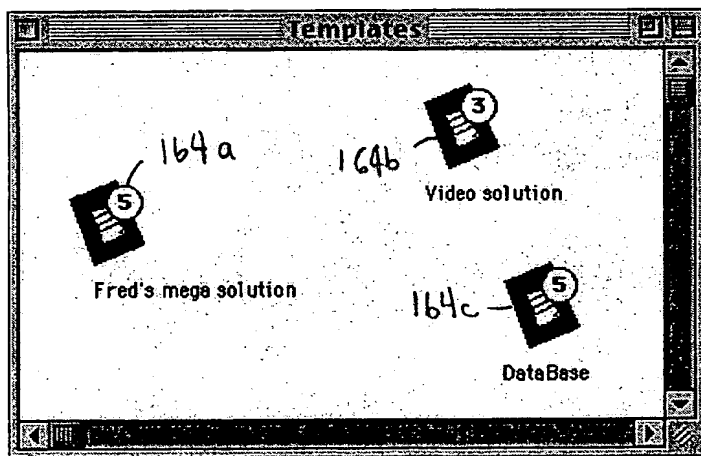 Templates
3
164a
164b
5
Video solution
Fred's mega solution
5
164c
DataBase